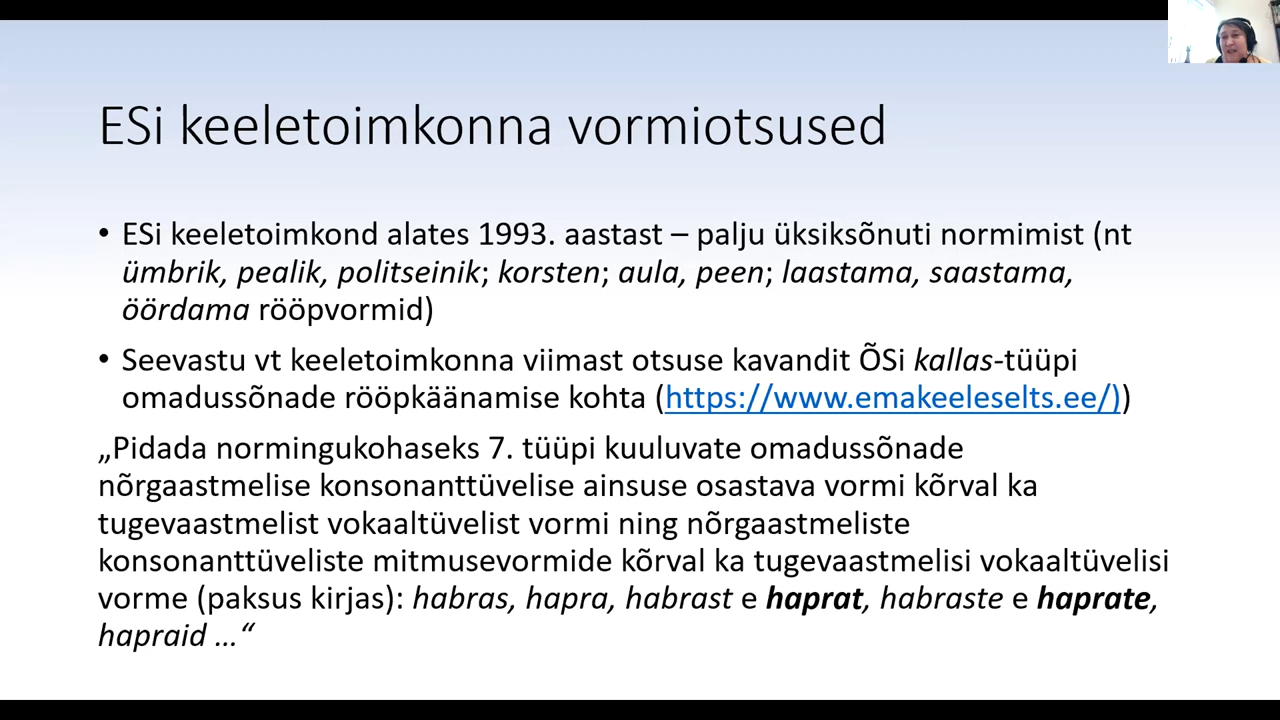 ESi keeletoimkonna vormiotsused
• ESi keeletoimkond alates 1993. aastast – palju üksiksõnuti normimist (nt
ümbrik, pealik, politseinik; korsten; aula, peen; laastama, saastama,
öördama rööpvormid)
• Seevastu vt keeletoimkonna viimast otsuse kavandit ÕSi kallas-tüüpi
omadussõnade rööpkäänamise kohta (https://www.emakeeleselts.ee/))
„Pidada normingukohaseks 7. tüüpi kuuluvate omadussõnade
nõrgaastmelise konsonanttüvelise ainsuse osastava vormi kõrval ka
tugevaastmelist vokaaltüvelist vormi ning nõrgaastmeliste
konsonanttüveliste mitmusevormide kõrval ka tugevaastmelisi vokaaltüvelisi
vorme (paksus kirjas): habras, hapra, habrast e haprat, habraste e haprate,
hapraid …“